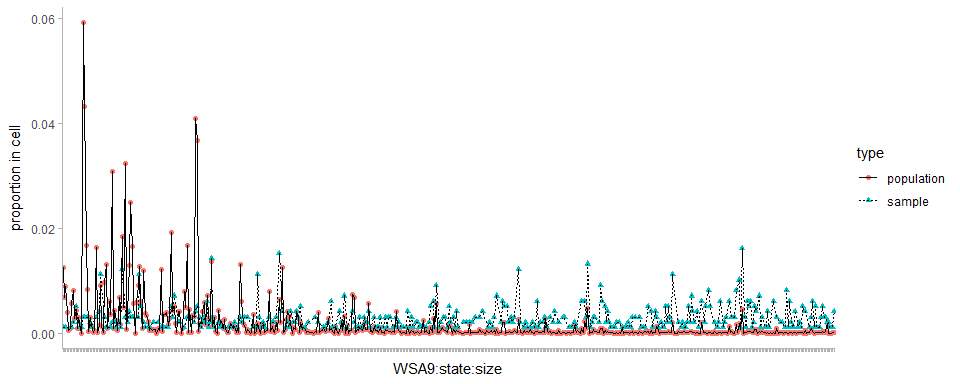 0.06
0.04
0.02
0.00
proportion in cell
WSA9:state:size
type
population
sample